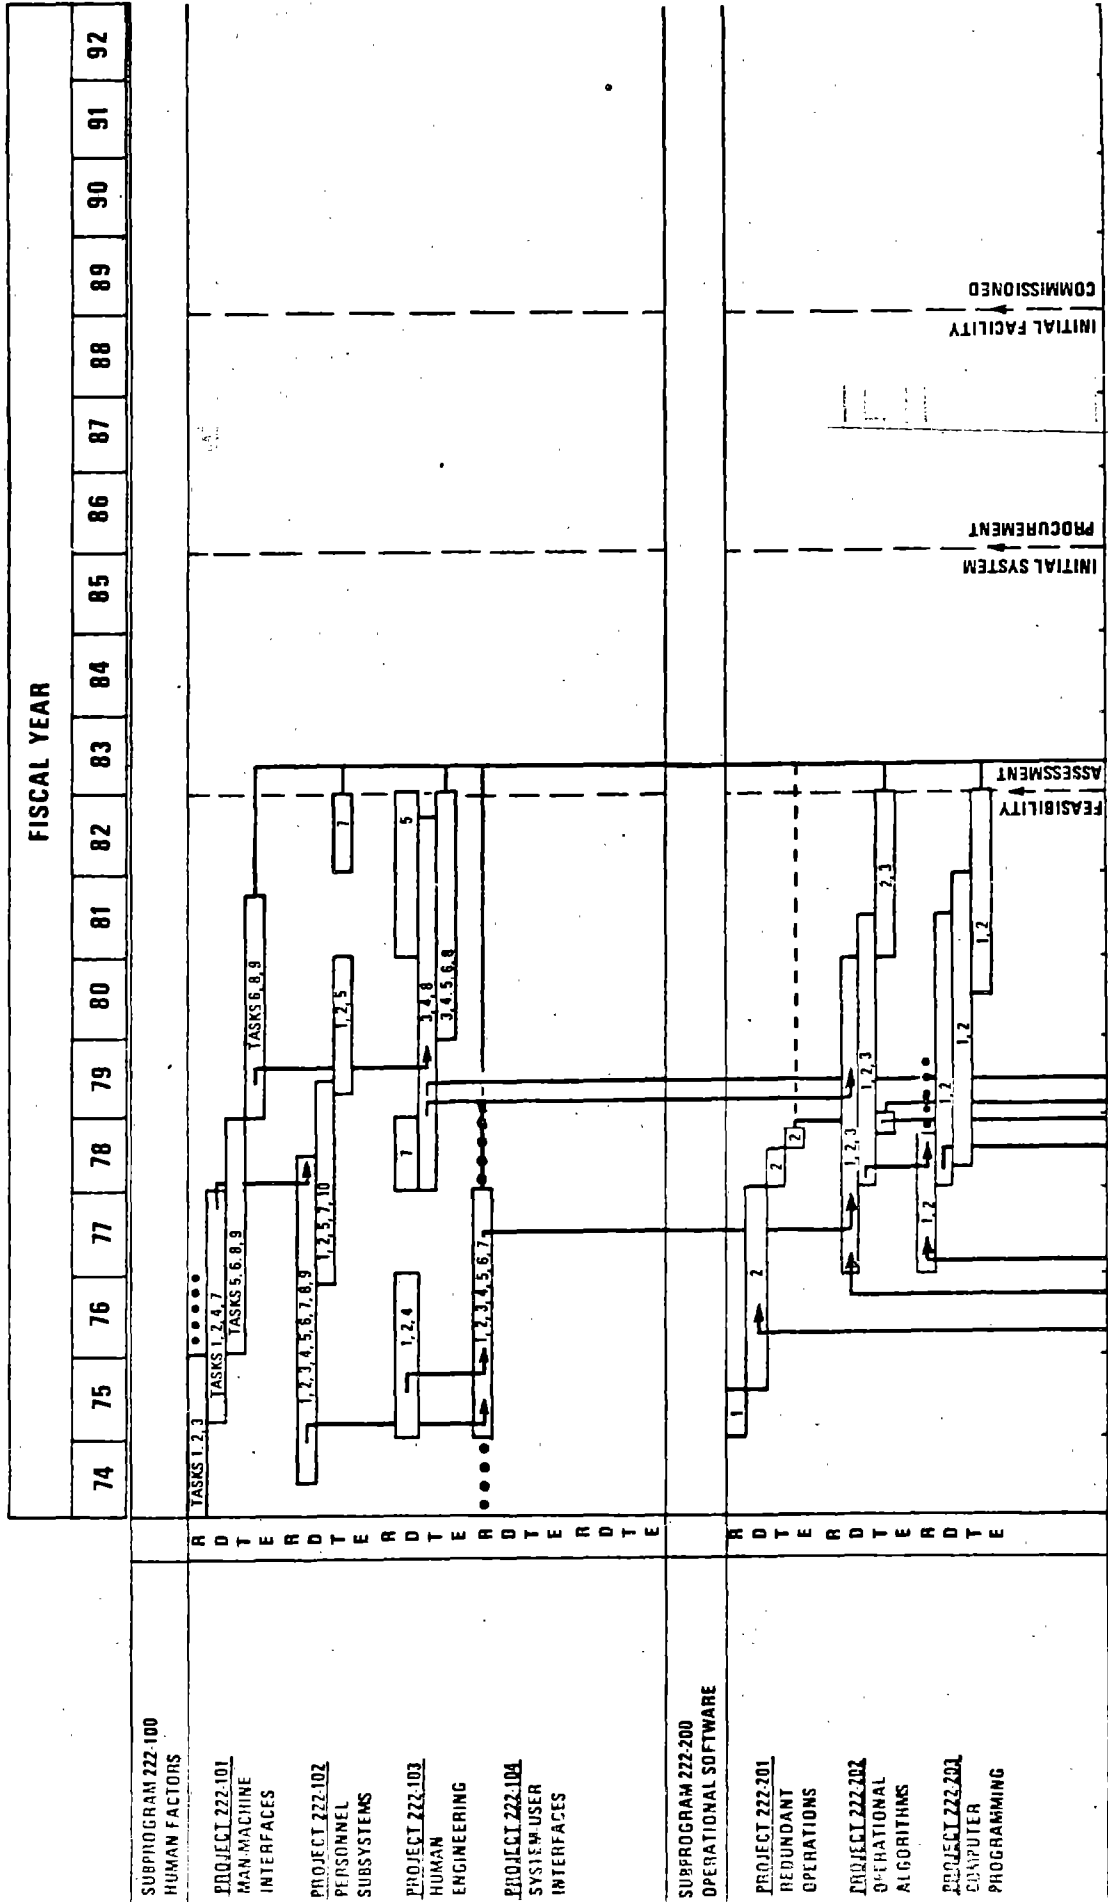 FISCAL YEAR
74 75 76 77 78 79 80 81 82 83 84 85 86 87 88 89 90 91 92
SUBPROGRAM 222-100
HUMAN FACTORS
PROJECT 222-101
MAN-MACHINE
INTERFACES
R
D
T
E
TASKS 1, 2, 3
TASKS 1, 2, 4, 7
TASKS 5, 6, 8, 9
TASKS 6, 8, 9
PROJECT 222-102
PERSONNEL
SUBSYSTEMS
R
D
T
E
1, 2, 3, 4, 5, 6, 7, 8, 9
1, 2, 5, 7, 10
1, 2, 5
7
PROJECT 222-103
HUMAN
ENGINEERING
R
D
T
E
1, 2, 4
7
5
3, 4, 8
3, 4, 5, 6, 8
PROJECT 222-104
SYSTEM-USER
INTERFACES
R
D
T
E
1, 2, 3, 4, 5, 6, 7
R
D
T
E
SUBPROGRAM 222-200
OPERATIONAL SOFTWARE
PROJECT 222-201
REDUNDANT
OPERATIONS
R
D
T
E
1
2
2
2
PROJECT 222-202
OPERATIONAL
ALGORITHMS
R
D
T
E
1, 2, 3
1, 2, 3
1
2, 3
PROJECT 222-203
COMPUTER
PROGRAMMING
R
D
T
E
1, 2
1, 2
1, 2
1, 2
FEASIBILITY
ASSESSMENT
INITIAL SYSTEM
PROCUREMENT
INITIAL FACILITY
COMMISSIONED